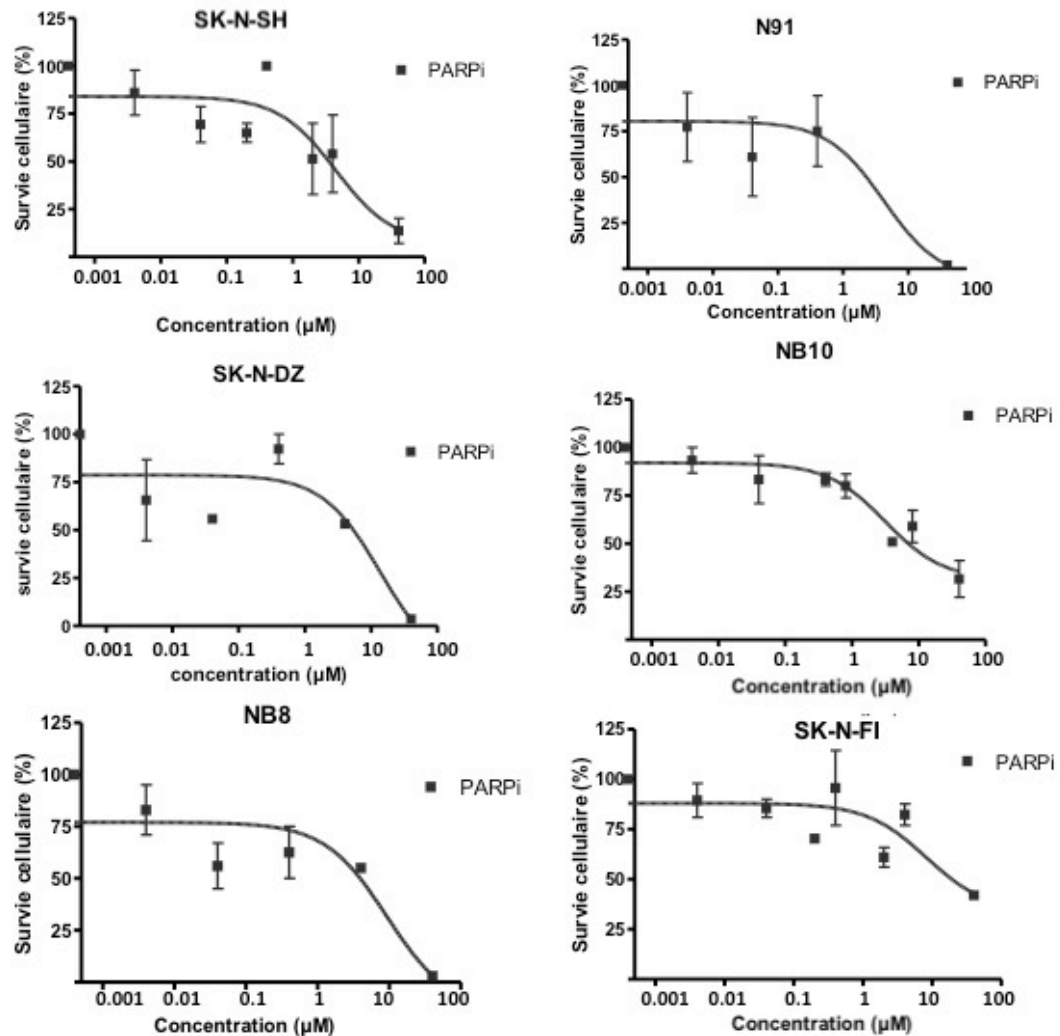 SK-N-SH
Survie cellulaire (%)
125
100
75
50
25
PARPi
0.001 0.01 0.1 1 10 100
Concentration (µM)
N91
Survie cellulaire (%)
125
100
75
50
25
PARPi
0.001 0.01 0.1 1 10 100
Concentration (µM)
SK-N-DZ
survie cellulaire (%)
125
100
75
50
25
0
PARPi
0.001 0.01 0.1 1 10 100
concentration (µM)
NB10
Survie cellulaire (%)
125
100
75
50
25
PARPi
0.001 0.01 0.1 1 10 100
Concentration (µM)
NB8
Survie cellulaire (%)
125
100
75
50
25
PARPi
0.001 0.01 0.1 1 10 100
Concentration (µM)
SK-N-FI
Survie cellulaire (%)
125
100
75
50
25
PARPi
0.001 0.01 0.1 1 10 100
Concentration (µM)